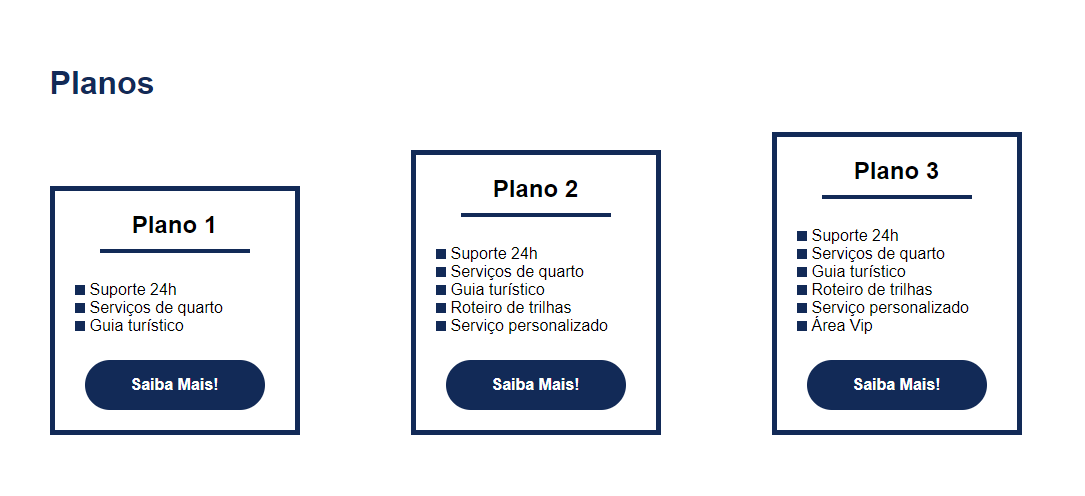 Planos
Plano 1
Suporte 24h
Serviços de quarto
Guia turístico
Saiba Mais!
Plano 2
Suporte 24h
Serviços de quarto
Guia turístico
Roteiro de trilhas
Serviço personalizado
Saiba Mais!
Plano 3
Suporte 24h
Serviços de quarto
Guia turístico
Roteiro de trilhas
Serviço personalizado
Área Vip
Saiba Mais!